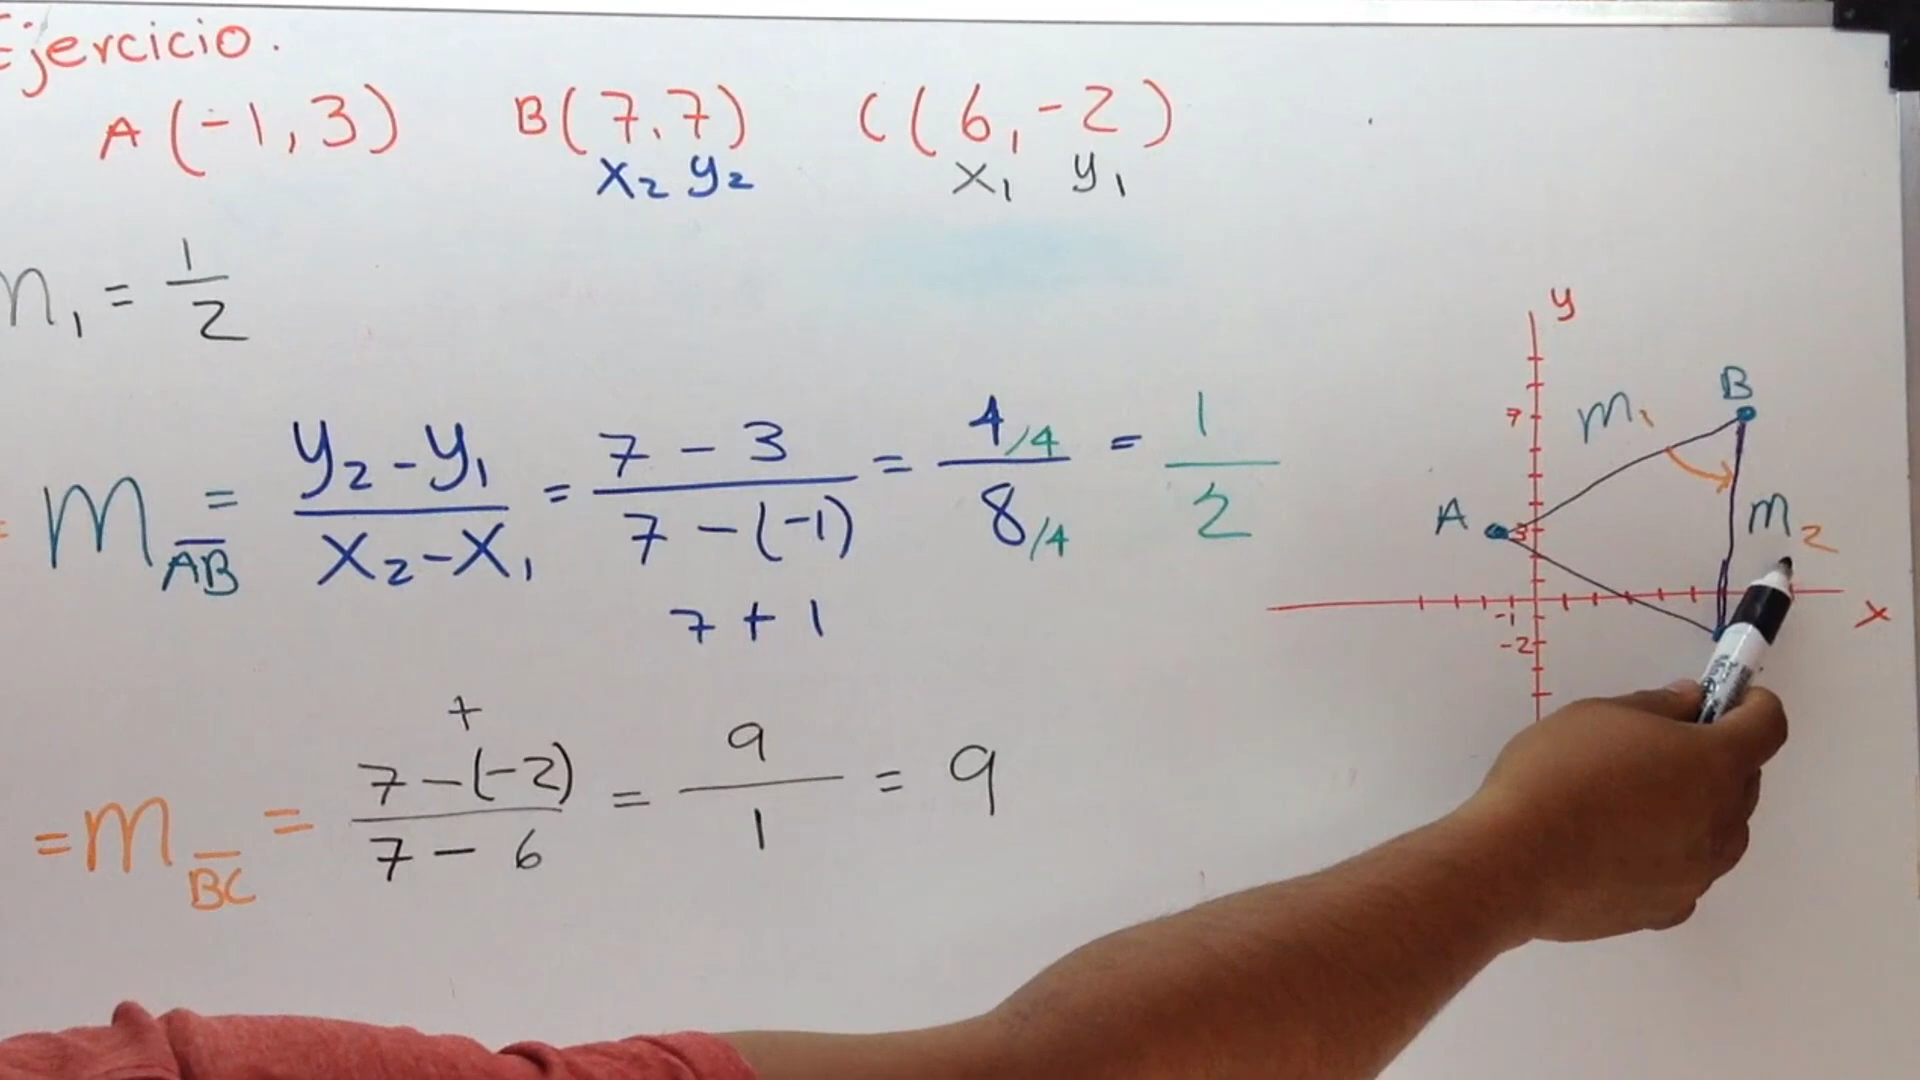 Ejercicio.
A (-1, 3) B(7, 7) C(6, -2)
x₂ y₂ x₁ y₁
m₁ = 1/2
= m_AB̅ = (y₂ - y₁)/(x₂ - x₁) = (7 - 3)/(7 - (-1)) = (4/4)/(8/4) = 1/2
7 + 1
+
= m_BC̅ = (7 - (-2))/(7 - 6) = 9/1 = 9
y
B
7
m₁
A
3
m₂
x
-1
-2